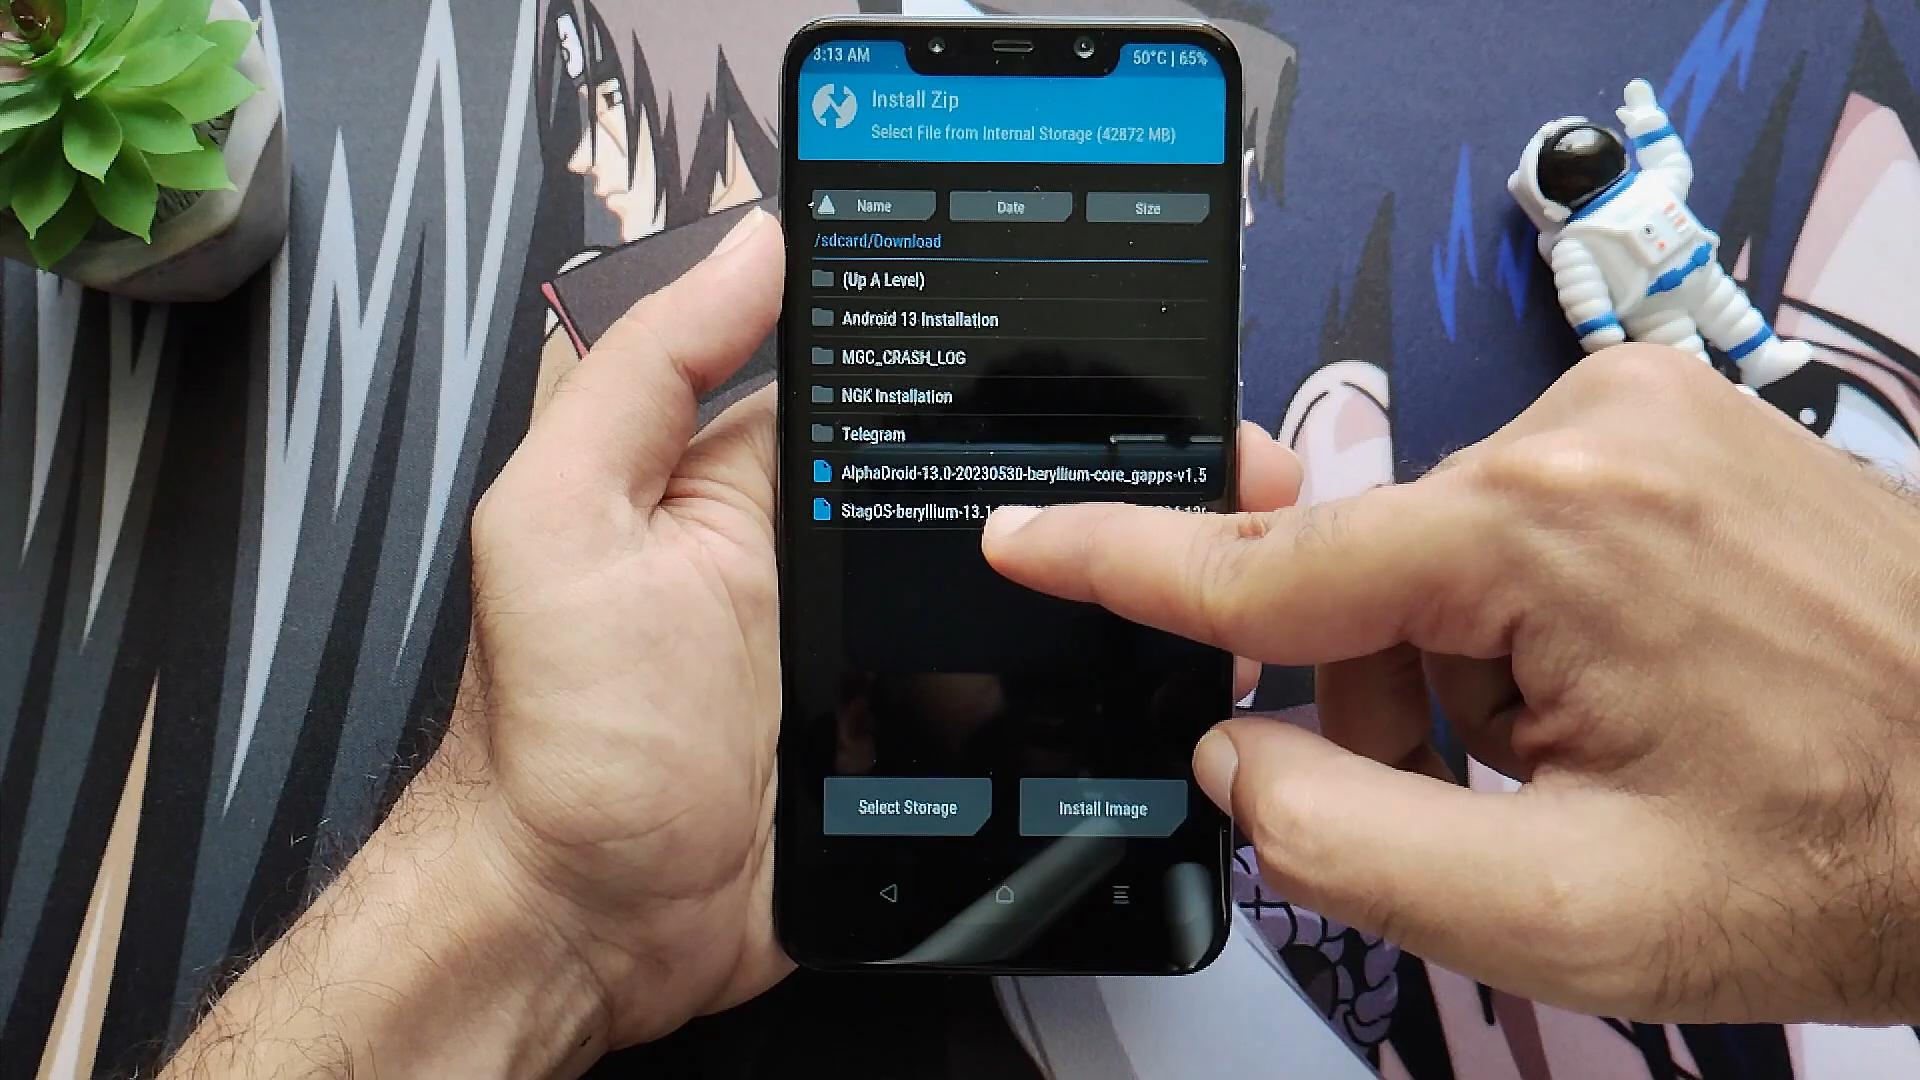 3:13 AM
50°C | 65%
Install Zip
Select File from Internal Storage (42872 MB)
Name
Date
Size
/sdcard/Download
(Up A Level)
Android 13 Installation
MGC_CRASH_LOG
NGK Installation
Telegram
AlphaDroid-13.0-20230530-beryllium-core_gapps-v1.5
StagOS-beryllium-13.1
Select Storage
Install Image